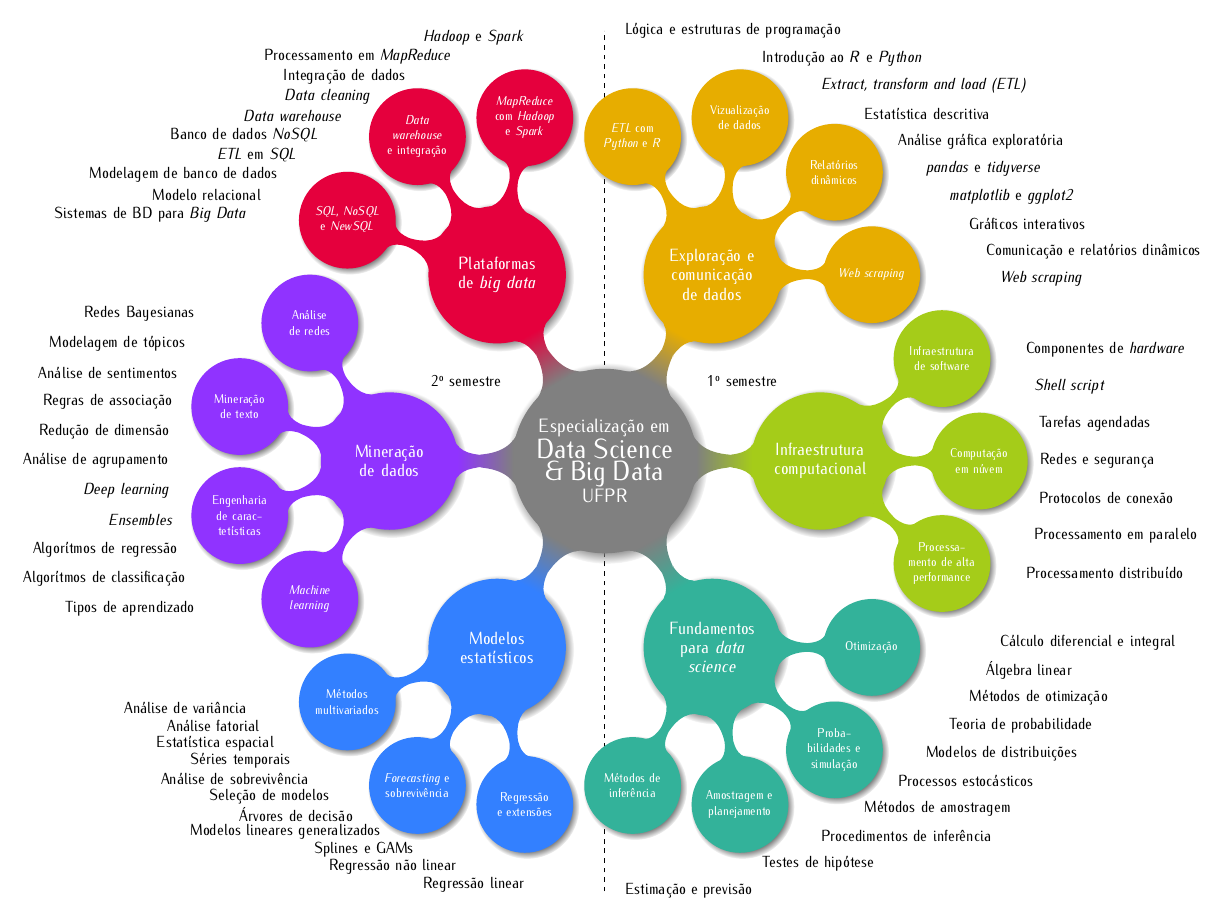 Hadoop e Spark
Processamento em MapReduce
Integração de dados
Data cleaning
Data warehouse
Banco de dados NoSQL
ETL em SQL
Modelagem de banco de dados
Modelo relacional
Sistemas de BD para Big Data
Lógica e estruturas de programação
Introdução ao R e Python
Extract, transform and load (ETL)
Estatística descritiva
Análise gráfica exploratória
pandas e tidyverse
matplotlib e ggplot2
Gráficos interativos
Comunicação e relatórios dinâmicos
Web scraping
MapReduce
com Hadoop
e Spark
Data
warehouse
e integração
SQL, NoSQL
e NewSQL
Plataformas
de big data
ETL com
Python e R
Vizualização
de dados
Relatórios
dinâmicos
Web scraping
Exploração e
comunicação
de dados
2º semestre
1º semestre
Especialização em
Data Science
& Big Data
UFPR
Redes Bayesianas
Modelagem de tópicos
Análise de sentimentos
Regras de associação
Redução de dimensão
Análise de agrupamento
Deep learning
Ensembles
Algorítmos de regressão
Algorítmos de classificação
Tipos de aprendizado
Análise
de redes
Mineração
de texto
Engenharia
de carac-
tetísticas
Machine
learning
Mineração
de dados
Infraestrutura
computacional
Infraestrutura
de software
Computação
em núvem
Processa-
mento de alta
performance
Componentes de hardware
Shell script
Tarefas agendadas
Redes e segurança
Protocolos de conexão
Processamento em paralelo
Processamento distribuído
Modelos
estatísticos
Métodos
multivariados
Forecasting e
sobrevivência
Regressão
e extensões
Análise de variância
Análise fatorial
Estatística espacial
Séries temporais
Análise de sobrevivência
Seleção de modelos
Árvores de decisão
Modelos lineares generalizados
Splines e GAMs
Regressão não linear
Regressão linear
Fundamentos
para data
science
Otimização
Proba-
bilidades e
simulação
Amostragem e
planejamento
Métodos de
inferência
Cálculo diferencial e integral
Álgebra linear
Métodos de otimização
Teoria de probabilidade
Modelos de distribuições
Processos estocásticos
Métodos de amostragem
Procedimentos de inferência
Testes de hipótese
Estimação e previsão